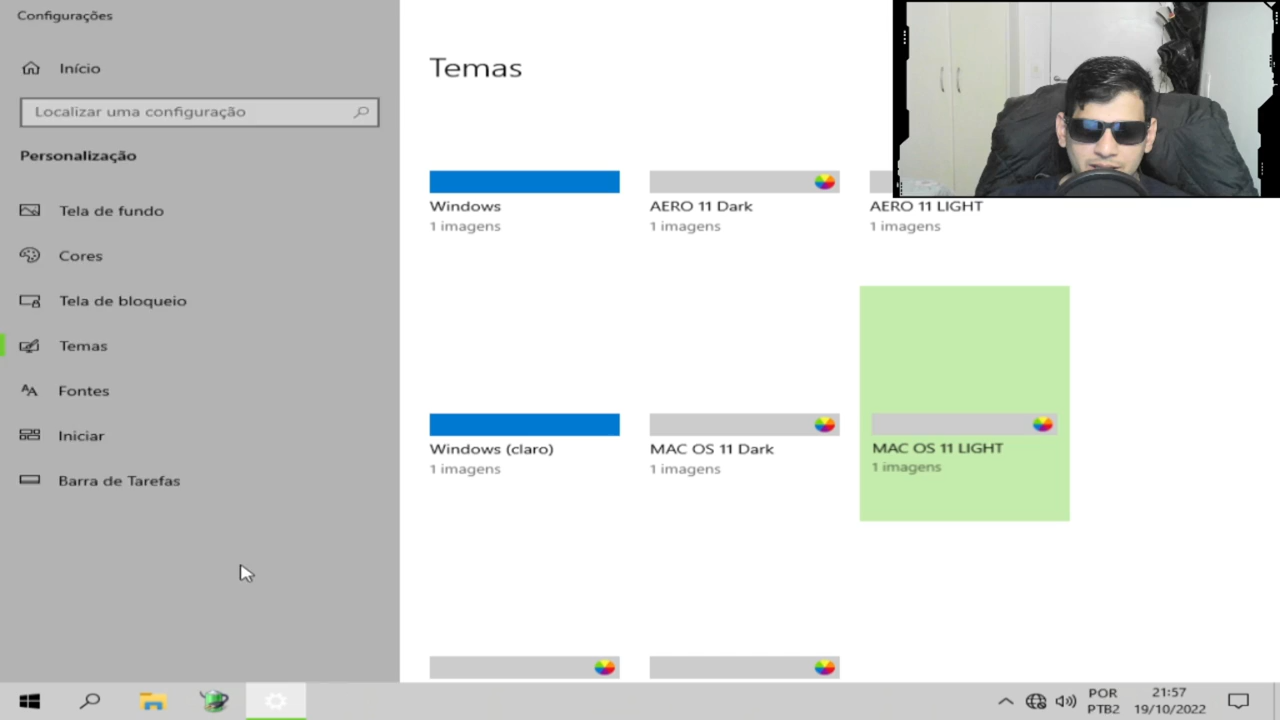 Configurações
Início
Localizar uma configuração
Personalização
Tela de fundo
Cores
Tela de bloqueio
Temas
Fontes
Iniciar
Barra de Tarefas
Temas
Windows
1 imagens
AERO 11 Dark
1 imagens
AERO 11 LIGHT
1 imagens
Windows (claro)
1 imagens
MAC OS 11 Dark
1 imagens
MAC OS 11 LIGHT
1 imagens
POR
PTB2
21:57
19/10/2022